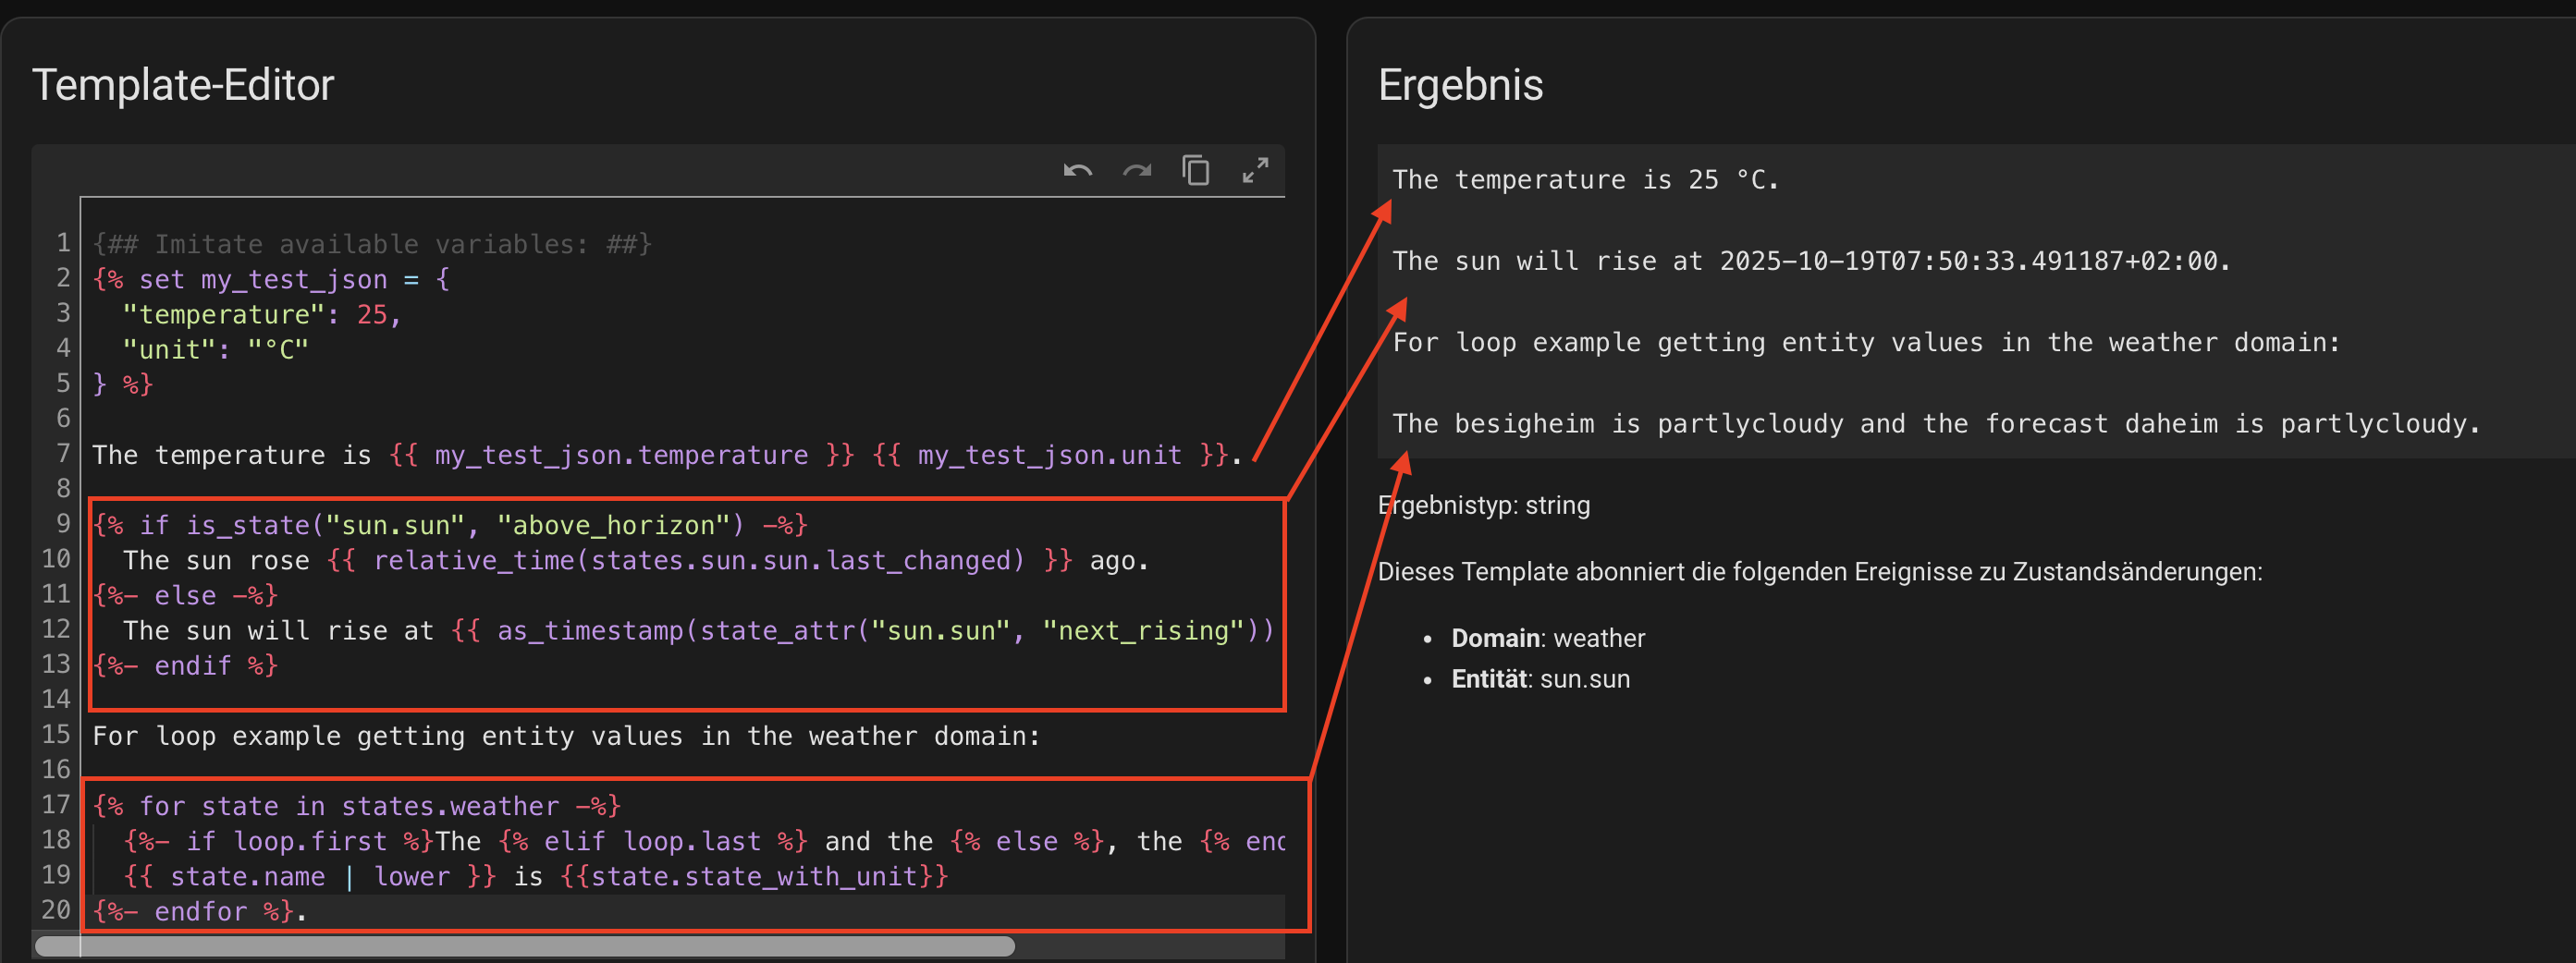 Template-Editor
1 {## Imitate available variables: ##}
2 {% set my_test_json = {
3   "temperature": 25,
4   "unit": "°C"
5 } %}
6
7 The temperature is {{ my_test_json.temperature }} {{ my_test_json.unit }}.
8
9 {% if is_state("sun.sun", "above_horizon") -%}
10   The sun rose {{ relative_time(states.sun.sun.last_changed) }} ago.
11 {%- else -%}
12   The sun will rise at {{ as_timestamp(state_attr("sun.sun", "next_rising"))
13 {%- endif %}
14
15 For loop example getting entity values in the weather domain:
16
17 {% for state in states.weather -%}
18   {%- if loop.first %}The {% elif loop.last %} and the {% else %}, the {% end
19   {{ state.name | lower }} is {{state.state_with_unit}}
20 {%- endfor %}.
Ergebnis
The temperature is 25 °C.
The sun will rise at 2025-10-19T07:50:33.491187+02:00.
For loop example getting entity values in the weather domain:
The besigheim is partlycloudy and the forecast daheim is partlycloudy.
Ergebnistyp: string
Dieses Template abonniert die folgenden Ereignisse zu Zustandsänderungen:
• Domain: weather
• Entität: sun.sun